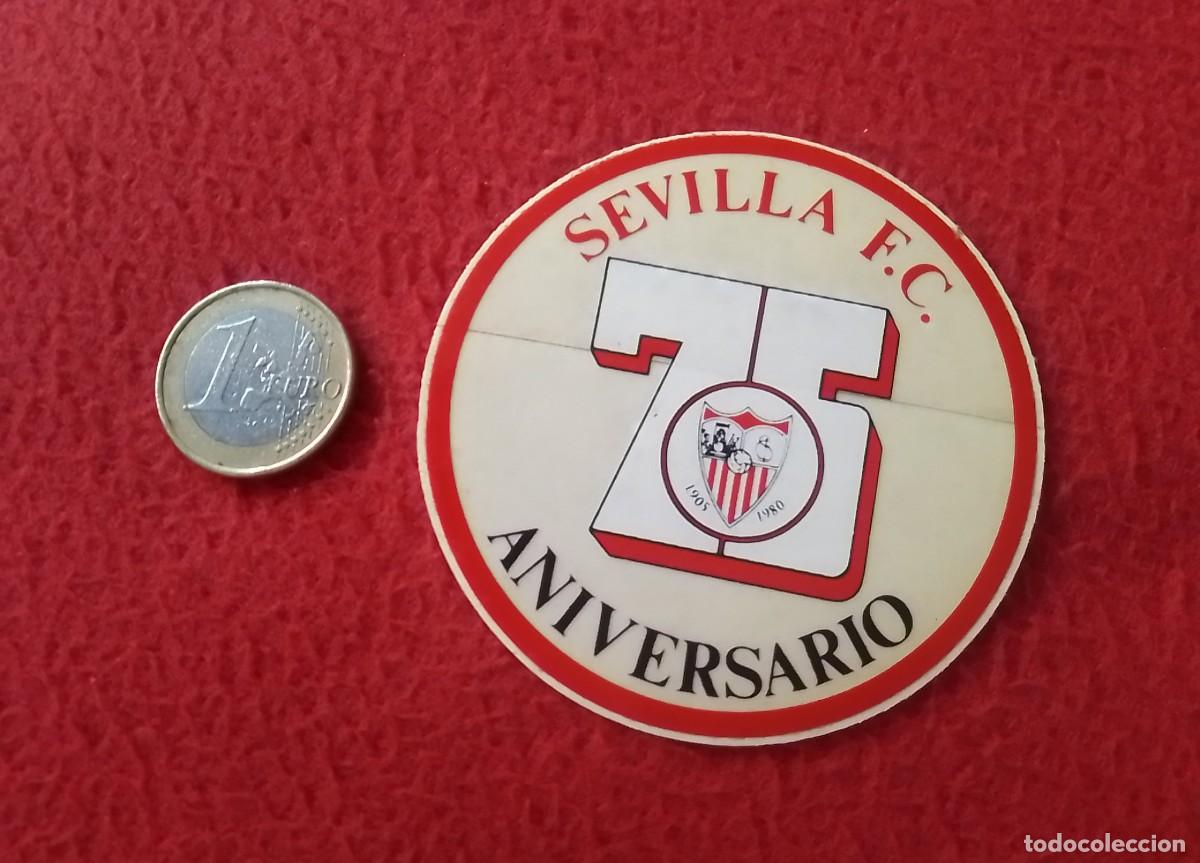 SEVILLA F.C.
75
1905 1980
ANIVERSARIO
1 EURO
todocoleccion